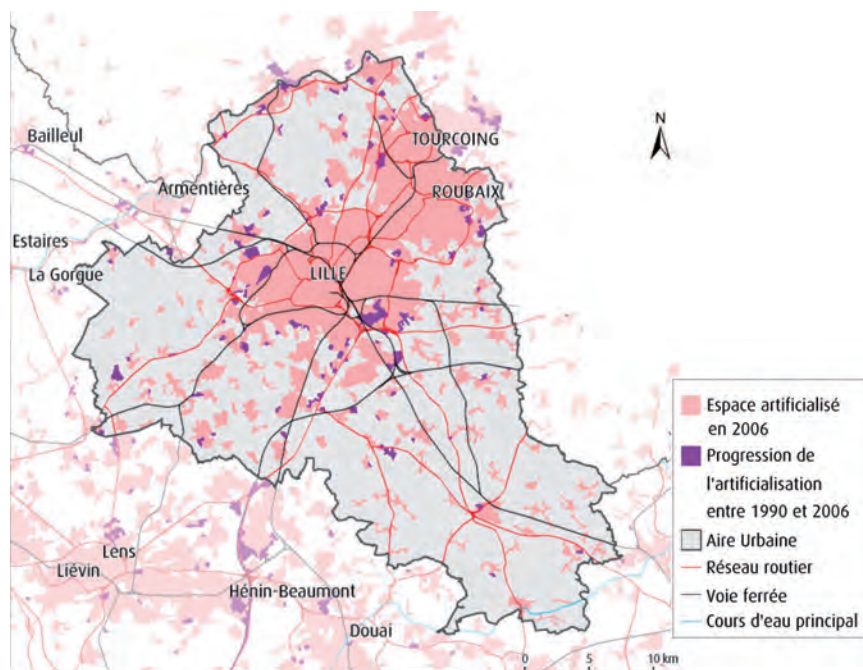 N
TOURCOING
Bailleul
Armentières
ROUBAIX
Estaires
La Gorgue
LILLE
Espace artificialisé
en 2006
Progression de
l'artificialisation
entre 1990 et 2006
Aire Urbaine
Réseau routier
Voie ferrée
Cours d'eau principal
Lens
Liévin
Hénin-Beaumont
Douai
0 5 10 km